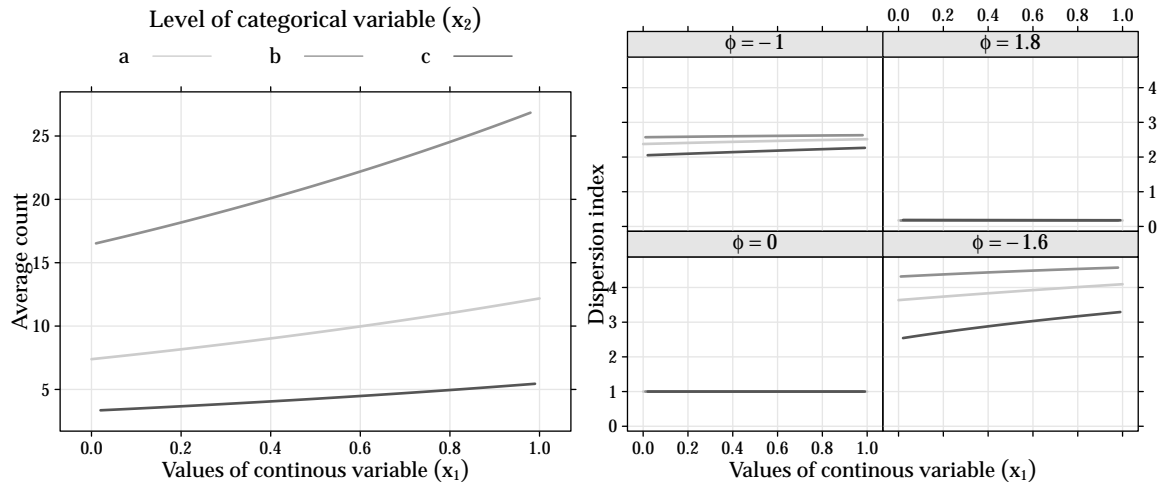 Level of categorical variable (x2)
a b c
Average count
25
20
15
10
5
0.0 0.2 0.4 0.6 0.8 1.0
Values of continous variable (x1)
0.0 0.2 0.4 0.6 0.8 1.0
ϕ = −1 ϕ = 1.8
4
3
2
1
0
ϕ = 0 ϕ = −1.6
Dispersion index
4
3
2
1
0
0.0 0.2 0.4 0.6 0.8 1.0
Values of continous variable (x1)